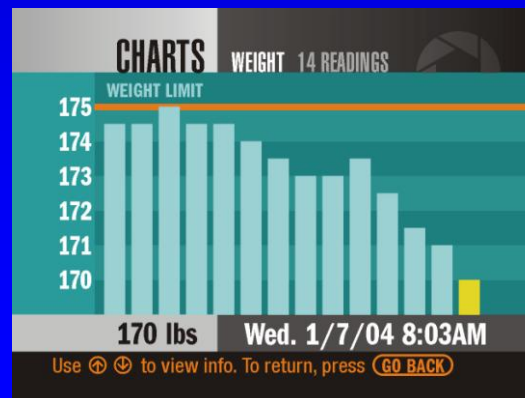 CHARTS WEIGHT 14 READINGS
WEIGHT LIMIT
175
174
173
172
171
170
170 lbs Wed. 1/7/04 8:03AM
Use to view info. To return, press GO BACK